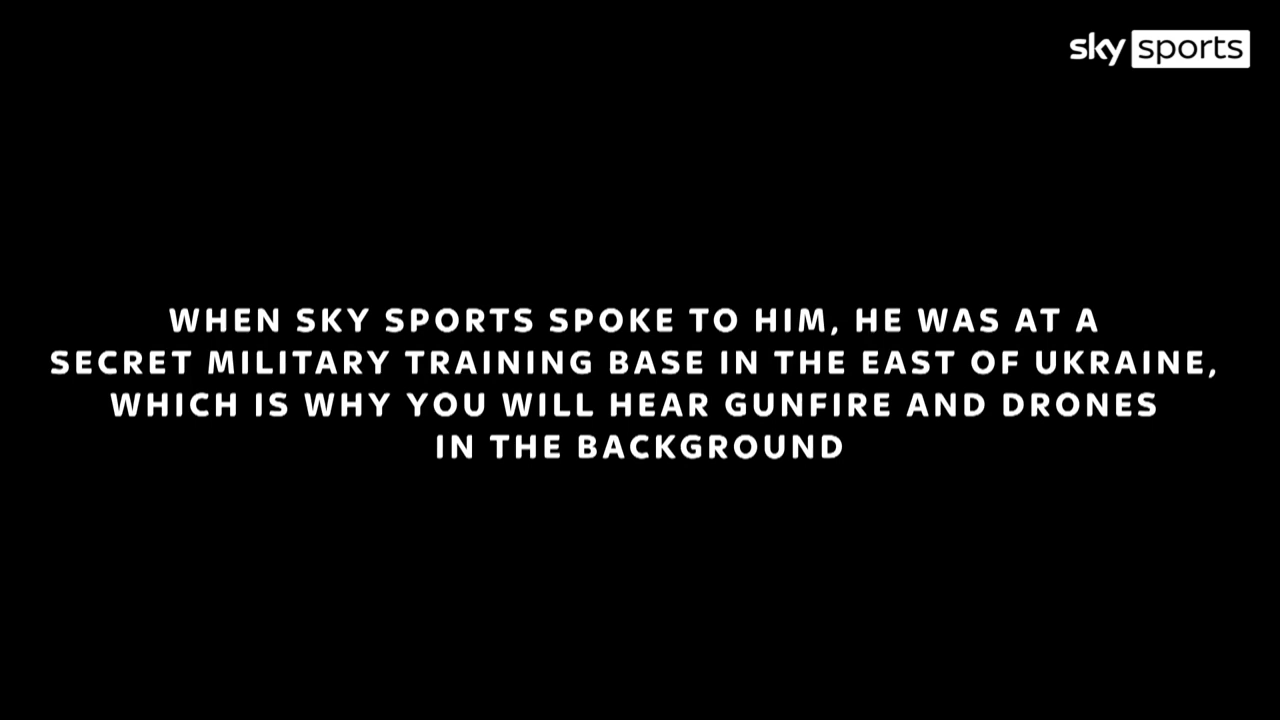 sky sports
WHEN SKY SPORTS SPOKE TO HIM, HE WAS AT A
SECRET MILITARY TRAINING BASE IN THE EAST OF UKRAINE,
WHICH IS WHY YOU WILL HEAR GUNFIRE AND DRONES
IN THE BACKGROUND